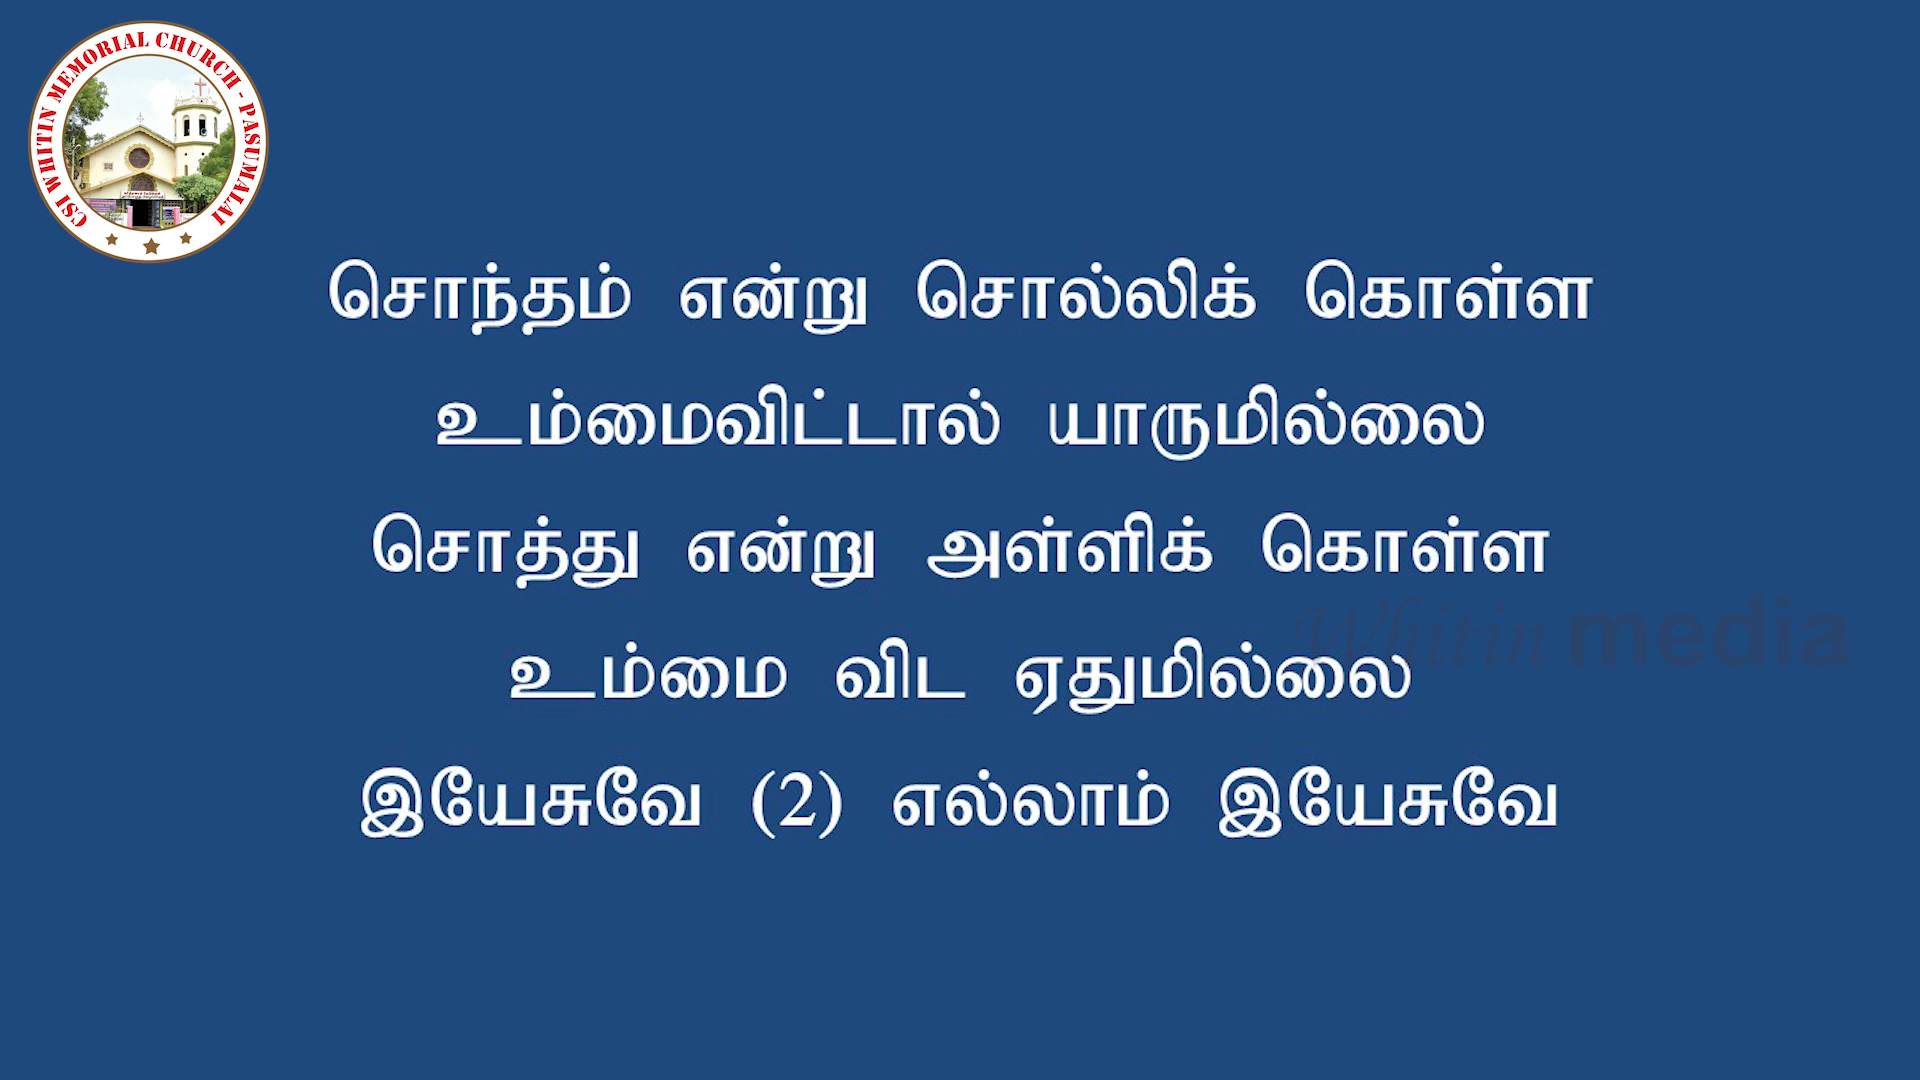 CSI WHITIN MEMORIAL CHURCH - PASUMALAI
சொந்தம் என்று சொல்லிக் கொள்ள
உம்மைவிட்டால் யாருமில்லை
சொத்து என்று அள்ளிக் கொள்ள
உம்மை விட ஏதுமில்லை
Whitin media
இயேசுவே (2) எல்லாம் இயேசுவே